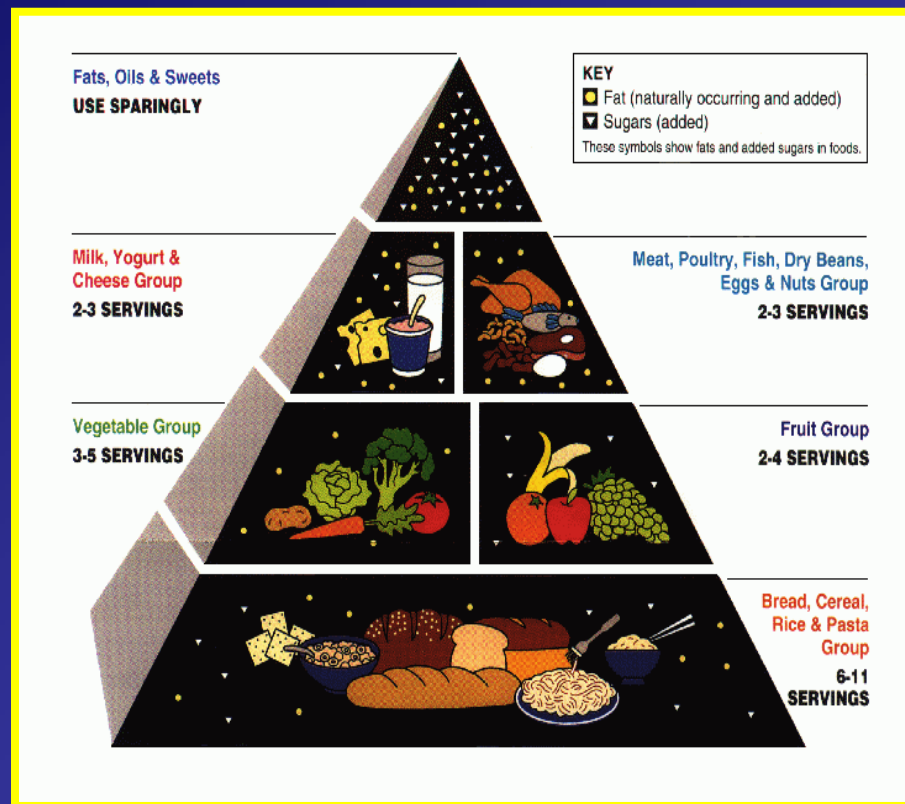 Fats, Oils & Sweets
USE SPARINGLY
KEY
Fat (naturally occurring and added)
Sugars (added)
These symbols show fats and added sugars in foods.
Milk, Yogurt &
Cheese Group
2-3 SERVINGS
Meat, Poultry, Fish, Dry Beans,
Eggs & Nuts Group
2-3 SERVINGS
Vegetable Group
3-5 SERVINGS
Fruit Group
2-4 SERVINGS
Bread, Cereal,
Rice & Pasta
Group
6-11
SERVINGS